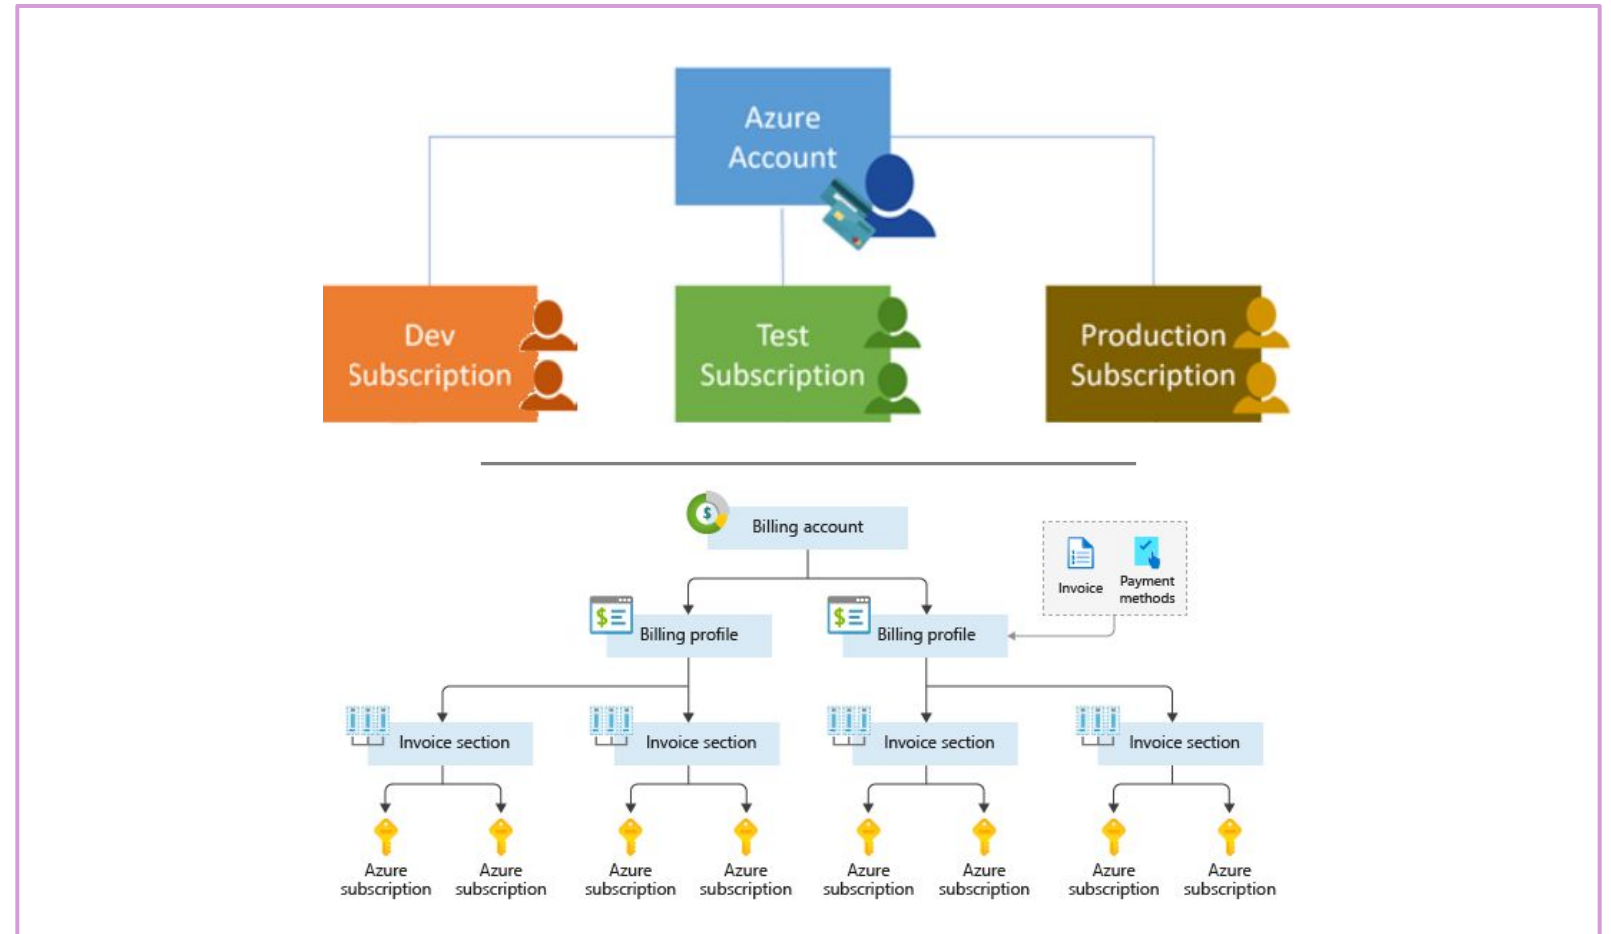 Azure
Account
Dev
Subscription
Test
Subscription
Production
Subscription
Billing account
Invoice
Payment
methods
Billing profile
Billing profile
Invoice section
Invoice section
Invoice section
Invoice section
Azure
subscription
Azure
subscription
Azure
subscription
Azure
subscription
Azure
subscription
Azure
subscription
Azure
subscription
Azure
subscription